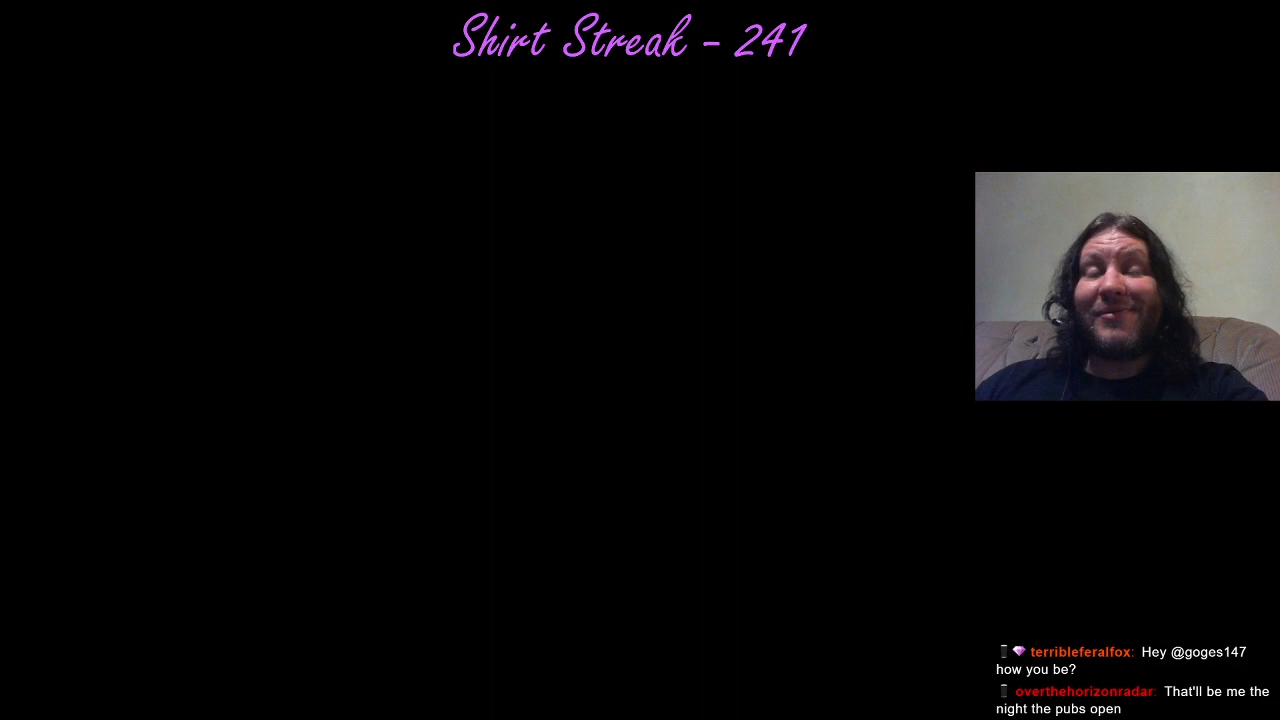 Shirt Streak - 241
terribleferalfox: Hey @goges147
how you be?
overthehorizonradar: That'll be me the
night the pubs open